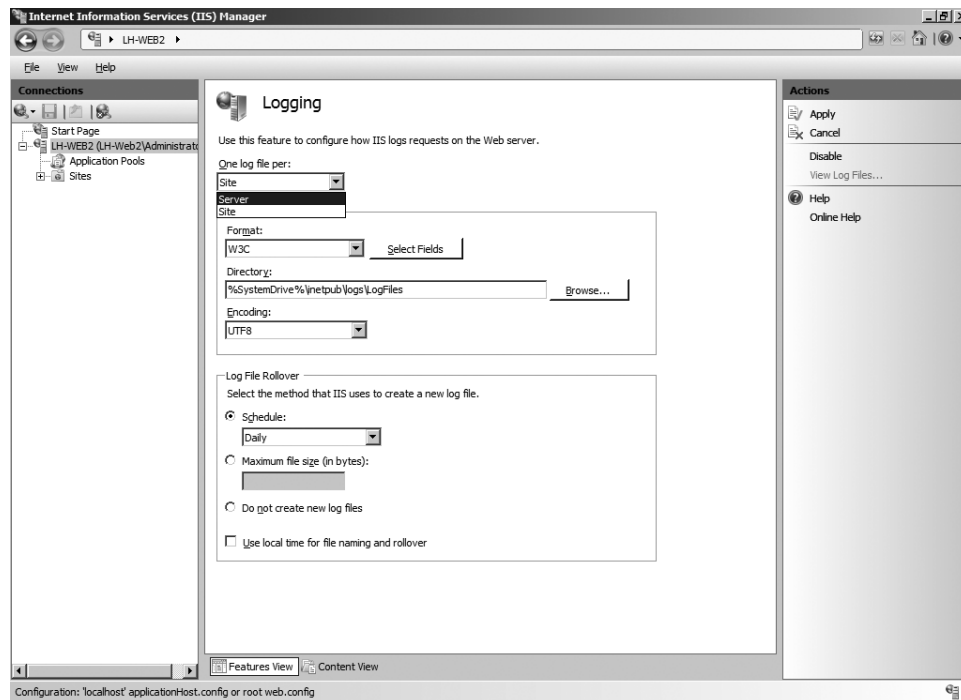 Internet Information Services (IIS) Manager
LH-WEB2
File View Help
Connections
Start Page
LH-WEB2 (LH-Web2\Administrato
Application Pools
Sites
Logging
Use this feature to configure how IIS logs requests on the Web server.
One log file per:
Site
Server
Site
Format:
W3C
Select Fields
Directory:
%SystemDrive%\inetpub\logs\LogFiles
Browse...
Encoding:
UTF8
Log File Rollover
Select the method that IIS uses to create a new log file.
Schedule:
Daily
Maximum file size (in bytes):
Do not create new log files
Use local time for file naming and rollover
Features View
Content View
Actions
Apply
Cancel
Disable
View Log Files...
Help
Online Help
Configuration: 'localhost' applicationHost.config or root web.config